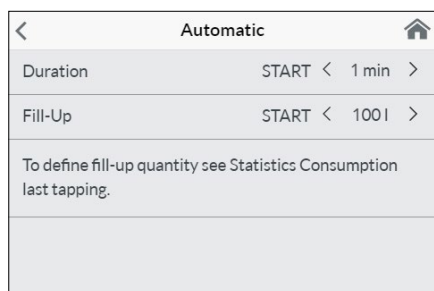 Automatic
Duration START < 1 min >
Fill-Up START < 100 l >
To define fill-up quantity see Statistics Consumption
last tapping.